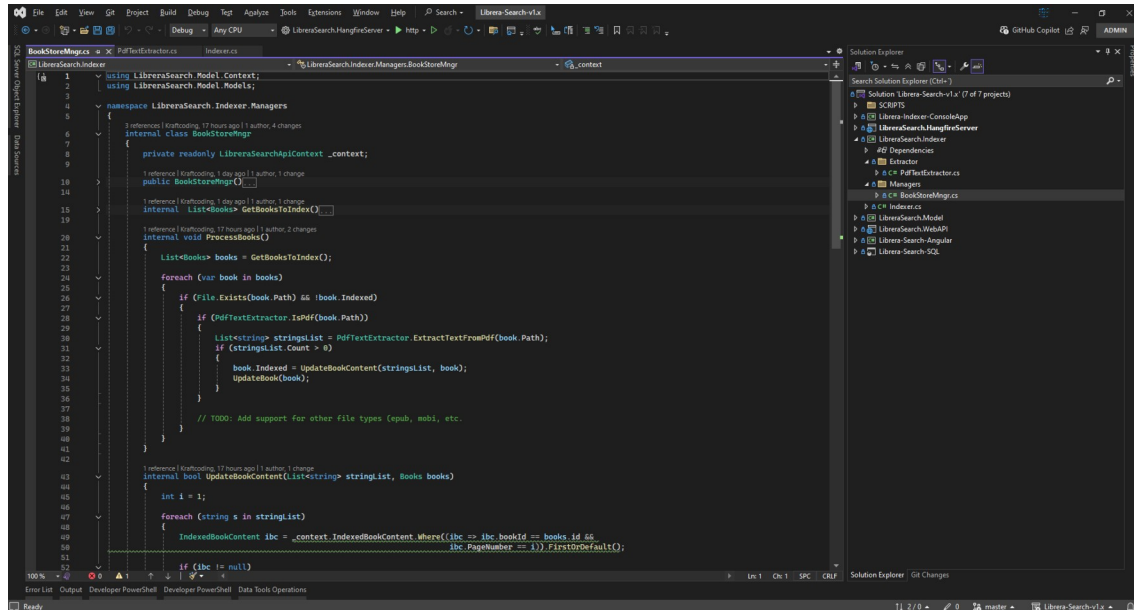 File Edit View Git Project Build Debug Test Analyze Tools Extensions Window Help Search Librera-Search-v1.x
Debug Any CPU LibreraSearch.HangfireServer http GitHub Copilot ADMIN
SQL Server Object Explorer
Data Sources
BookStoreMngr.cs PdfTextExtractor.cs Indexer.cs
LibreraSearch.Indexer LibreraSearch.Indexer.Managers.BookStoreMngr _context
1 using LibreraSearch.Model.Context;
2 using LibreraSearch.Model.Models;
3
4 namespace LibreraSearch.Indexer.Managers
5 {
3 references | Kraftcoding, 17 hours ago | 1 author, 4 changes
6 internal class BookStoreMngr
7 {
8 private readonly LibreraSearchApiContext _context;
9
1 reference | Kraftcoding, 1 day ago | 1 author, 1 change
10 public BookStoreMngr()...
14
1 reference | Kraftcoding, 1 day ago | 1 author, 1 change
15 internal List<Books> GetBooksToIndex()...
19
1 reference | Kraftcoding, 17 hours ago | 1 author, 2 changes
20 internal void ProcessBooks()
21 {
22 List<Books> books = GetBooksToIndex();
23
24 foreach (var book in books)
25 {
26 if (File.Exists(book.Path) && !book.Indexed)
27 {
28 if (PdfTextExtractor.IsPdf(book.Path))
29 {
30 List<string> stringsList = PdfTextExtractor.ExtractTextFromPdf(book.Path);
31 if (stringsList.Count > 0)
32 {
33 book.Indexed = UpdateBookContent(stringsList, book);
34 UpdateBook(book);
35 }
36 }
37
38 // TODO: Add support for other file types (epub, mobi, etc.
39 }
40 }
41 }
42
1 reference | Kraftcoding, 17 hours ago | 1 author, 1 change
43 internal bool UpdateBookContent(List<string> stringList, Books books)
44 {
45 int i = 1;
46
47 foreach (string s in stringList)
48 {
49 IndexedBookContent ibc = _context.IndexedBookContent.Where((ibc => ibc.bookId == books.id &&
50 ibc.PageNumber == i)).FirstOrDefault();
51
52 if (ibc != null)
100 % 0 1 Ln: 1 Ch: 1 SPC CRLF
Error List Output Developer PowerShell Developer PowerShell Data Tools Operations
Solution Explorer
Search Solution Explorer (Ctrl+')
Solution 'Librera-Search-v1.x' (7 of 7 projects)
SCRIPTS
Librera-Indexer-ConsoleApp
LibreraSearch.HangfireServer
LibreraSearch.Indexer
Dependencies
Extractor
C# PdfTextExtractor.cs
Managers
C# BookStoreMngr.cs
C# Indexer.cs
LibreraSearch.Model
LibreraSearch.WebAPI
Librera-Search-Angular
Librera-Search-SQL
Solution Explorer Git Changes
Properties
Ready 2 / 0 0 master Librera-Search-v1.x